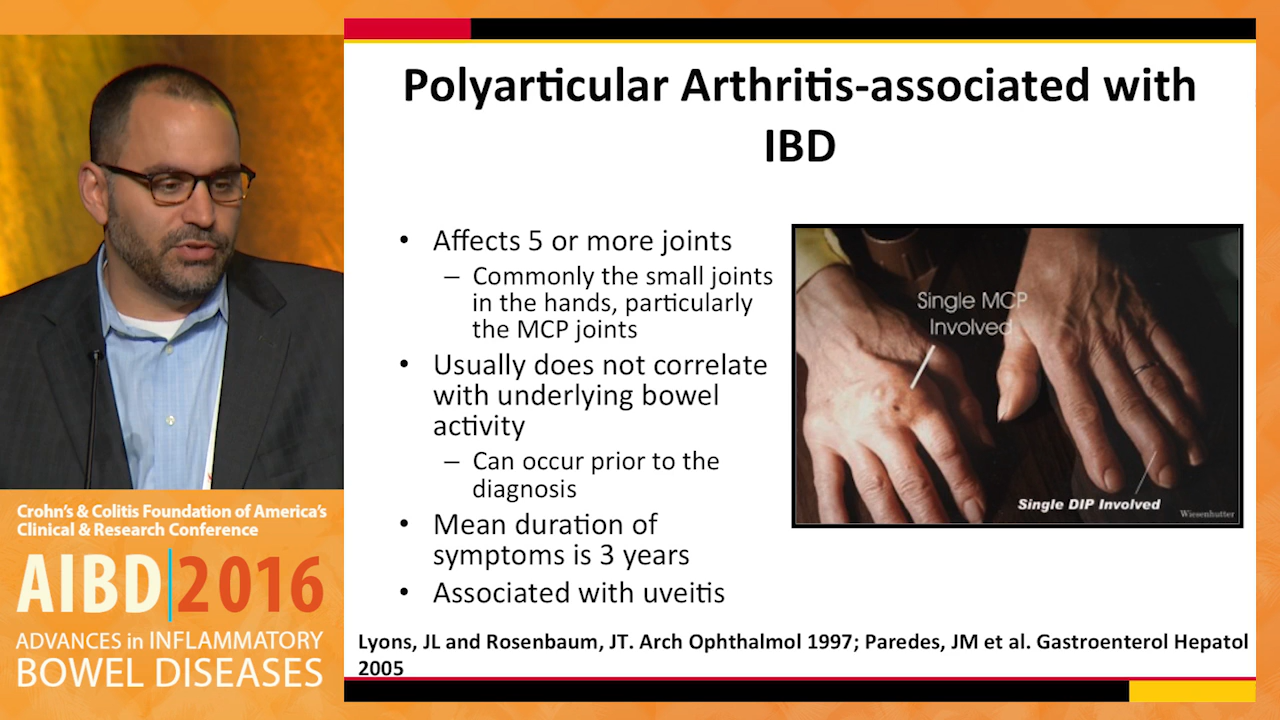 Polyarticular Arthritis-associated with
IBD
• Affects 5 or more joints
– Commonly the small joints
in the hands, particularly
the MCP joints
• Usually does not correlate
with underlying bowel
activity
– Can occur prior to the
diagnosis
• Mean duration of
symptoms is 3 years
• Associated with uveitis
Single MCP
Involved
Single DIP Involved
Wiesenhutter
Lyons, JL and Rosenbaum, JT. Arch Ophthalmol 1997; Paredes, JM et al. Gastroenterol Hepatol
2005
Crohn's & Colitis Foundation of America's
Clinical & Research Conference
AIBD|2016
ADVANCES in INFLAMMATORY
BOWEL DISEASES